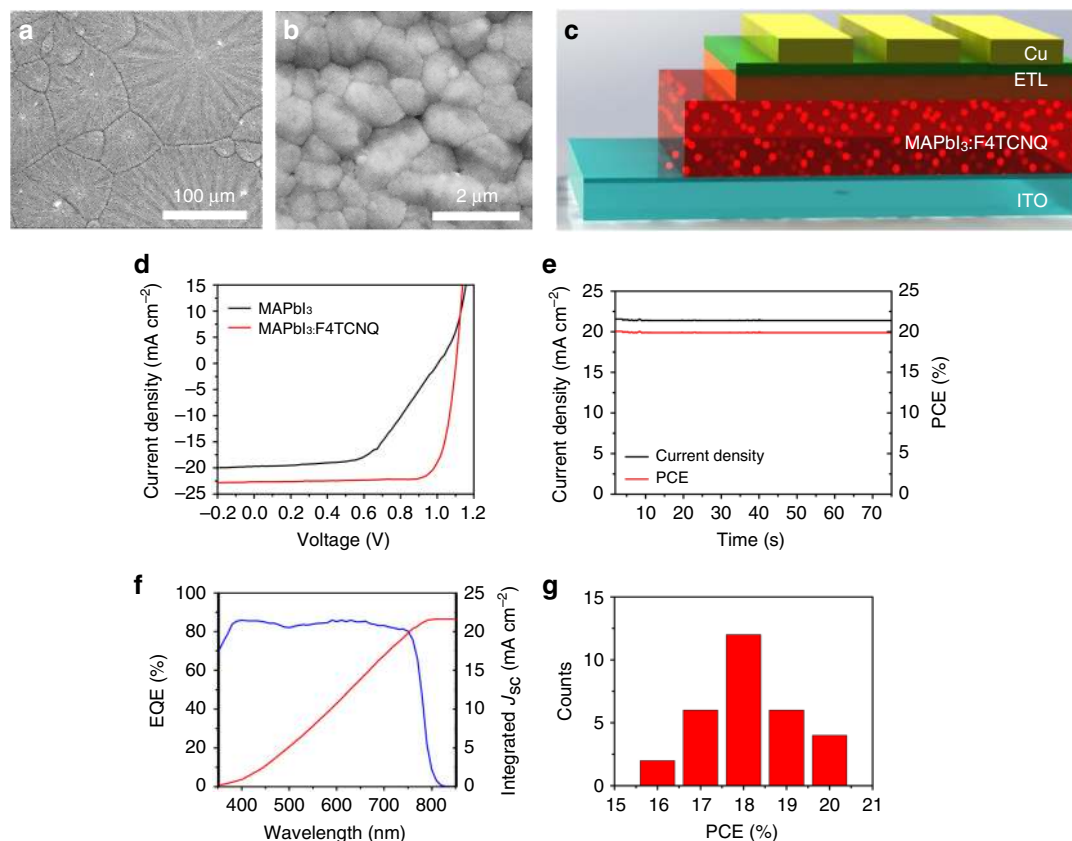 a
100 μm
b
2 μm
c
Cu
ETL
MAPbI₃:F4TCNQ
ITO
d
Current density (mA cm⁻²)
15
10
5
0
–5
–10
–15
–20
–25
MAPbI₃
MAPbI₃:F4TCNQ
–0.2 0.0 0.2 0.4 0.6 0.8 1.0 1.2
Voltage (V)
e
Current density (mA cm⁻²)
25
20
15
10
5
0
Current density
PCE
25
20
15
10
5
0
PCE (%)
10 20 30 40 50 60 70
Time (s)
f
EQE (%)
100
80
60
40
20
0
25
20
15
10
5
0
Integrated JSC (mA cm⁻²)
400 500 600 700 800
Wavelength (nm)
g
Counts
15
10
5
0
15 16 17 18 19 20 21
PCE (%)